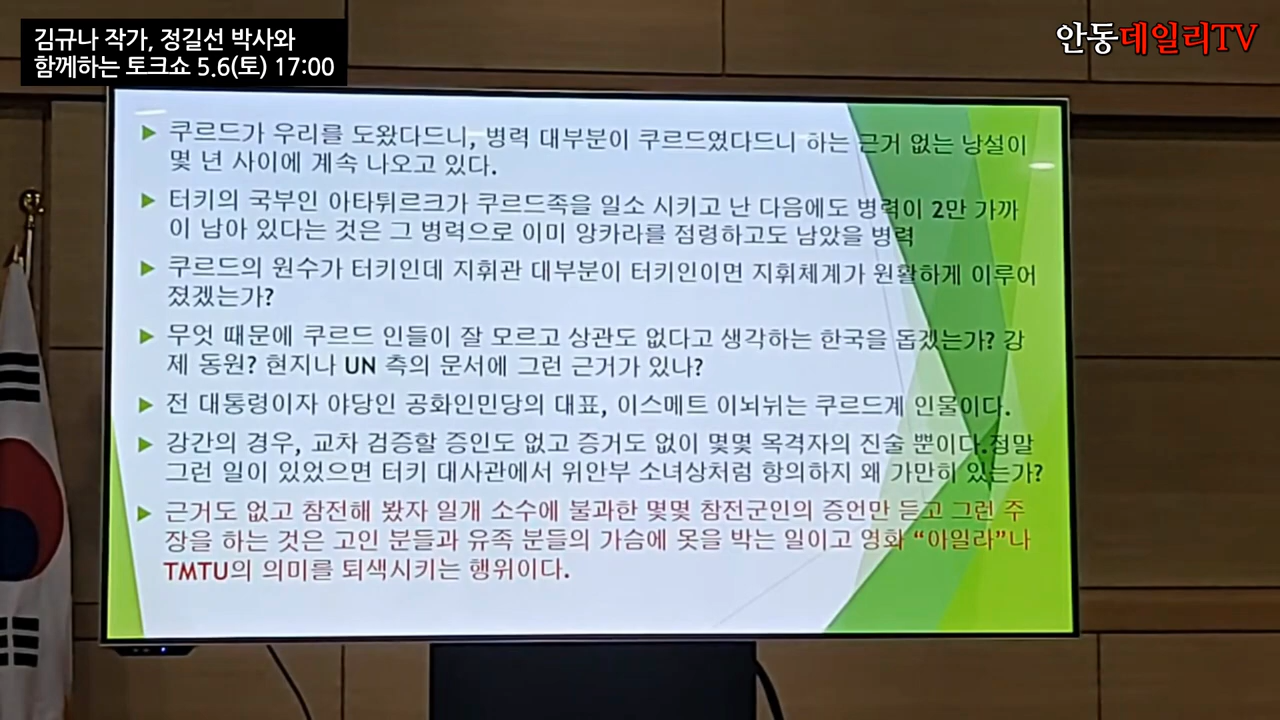 김규나 작가, 정길선 박사와
함께하는 토크쇼 5.6(토) 17:00
안동데일리TV
쿠르드가 우리를 도왔다드니, 병력 대부분이 쿠르드였다드니 하는 근거 없는 낭설이
몇 년 사이에 계속 나오고 있다.
터키의 국부인 아타튀르크가 쿠르드족을 일소 시키고 난 다음에도 병력이 2만 가까
이 남아 있다는 것은 그 병력으로 이미 앙카라를 점령하고도 남았을 병력
쿠르드의 원수가 터키인데 지휘관 대부분이 터키인이면 지휘체계가 원활하게 이루어
졌겠는가?
무엇 때문에 쿠르드 인들이 잘 모르고 상관도 없다고 생각하는 한국을 돕겠는가? 강
제 동원? 현지나 UN 측의 문서에 그런 근거가 있나?
전 대통령이자 야당인 공화인민당의 대표, 이스메트 이뇌뉘는 쿠르드계 인물이다.
강간의 경우, 교차 검증할 증인도 없고 증거도 없이 몇몇 목격자의 진술 뿐이다.정말
그런 일이 있었으면 터키 대사관에서 위안부 소녀상처럼 항의하지 왜 가만히 있는가?
근거도 없고 참전해 봤자 일개 소수에 불과한 몇몇 참전군인의 증언만 듣고 그런 주
장을 하는 것은 고인 분들과 유족 분들의 가슴에 못을 박는 일이고 영화 “아일라”나
TMTU의 의미를 퇴색시키는 행위이다.